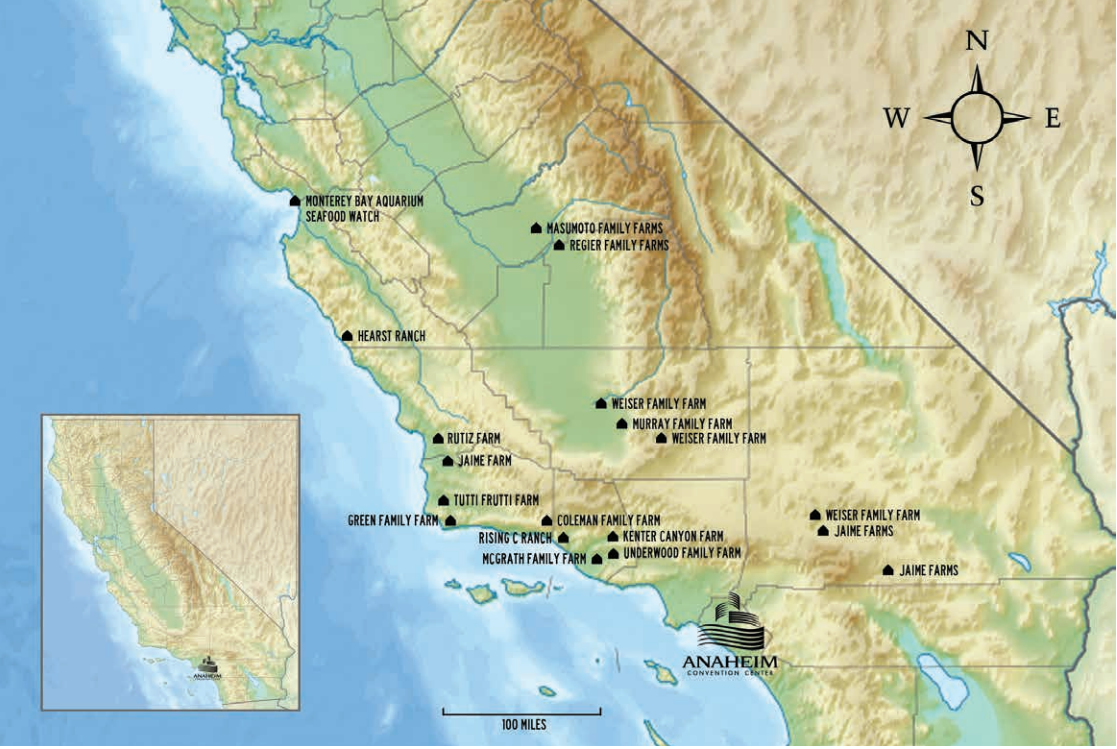 N
W E
S
MONTEREY BAY AQUARIUM
SEAFOOD WATCH
MASUMOTO FAMILY FARMS
REGIER FAMILY FARMS
HEARST RANCH
WEISER FAMILY FARM
MURRAY FAMILY FARM
WEISER FAMILY FARM
RUTIZ FARM
JAIME FARM
TUTTI FRUTTI FARM
GREEN FAMILY FARM
COLEMAN FAMILY FARM
WEISER FAMILY FARM
JAIME FARMS
RISING C RANCH
KENTER CANYON FARM
UNDERWOOD FAMILY FARM
MCGRATH FAMILY FARM
JAIME FARMS
ANAHEIM
CONVENTION CENTER
ANAHEIM
100 MILES